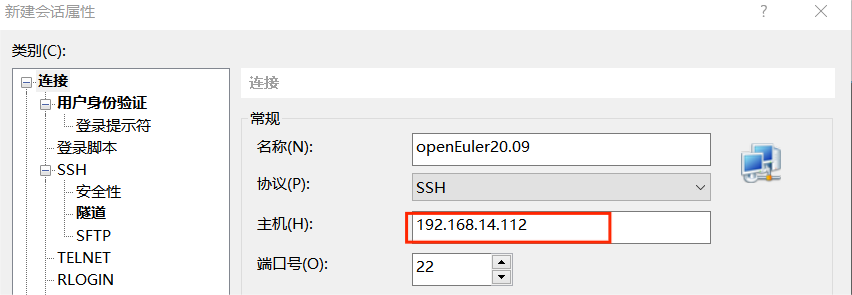 新建会话属性
?
类别(C):
连接
用户身份验证
登录提示符
登录脚本
SSH
安全性
隧道
SFTP
TELNET
RLOGIN
连接
常规
名称(N):
openEuler20.09
协议(P):
SSH
主机(H):
192.168.14.112
端口号(O):
22